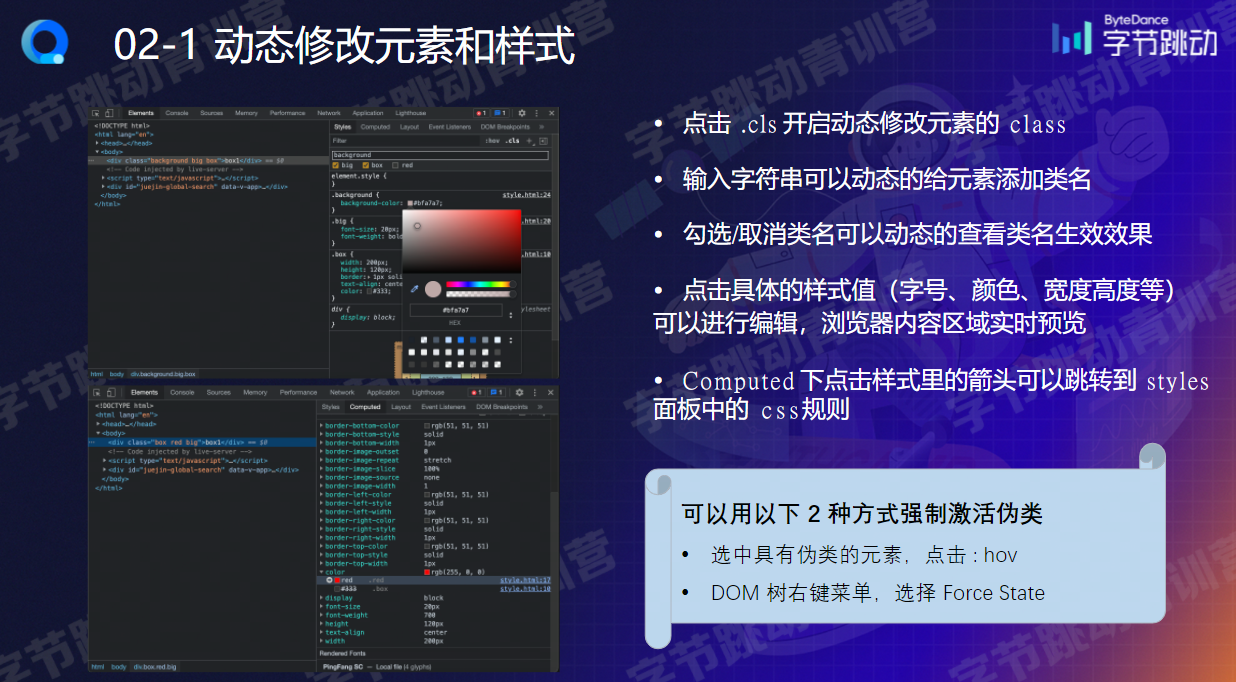 02-1 动态修改元素和样式
ByteDance
字节跳动
Elements Console Sources Memory Performance Network Application Lighthouse 1 1
<!DOCTYPE html>
<html lang="en">
<head>…</head>
<body>
<div class="background big box">box1</div> == $0
<!-- Code injected by live-server -->
<script type="text/javascript">…</script>
<div id="juejin-global-search" data-v-app>…</div>
</body>
</html>
html body div.background.big.box
Styles Computed Layout Event Listeners DOM Breakpoints »
Filter :hov .cls +
background
big box red
element.style {
}
.background { style.html:24
background-color: #bfa7a7;
}
.big { .html:20
font-size: 20px;
font-weight: bol
}
.box { .html:10
width: 200px;
height: 120px;
border: 1px soli
text-align: cente
color: #333;
}
div { ylesheet
display: block;
}
#bfa7a7
HEX
Elements Console Sources Memory Performance Network Application Lighthouse 1 1
<!DOCTYPE html>
<html lang="en">
<head>…</head>
<body>
<div class="box red big">box1</div> == $0
<!-- Code injected by live-server -->
<script type="text/javascript">…</script>
<div id="juejin-global-search" data-v-app>…</div>
</body>
</html>
html body div.box.red.big
Styles Computed Layout Event Listeners DOM Breakpoints »
border-bottom-color rgb(51, 51, 51)
border-bottom-style solid
border-bottom-width 1px
border-image-outset 0
border-image-repeat stretch
border-image-slice 100%
border-image-source none
border-image-width 1
border-left-color rgb(51, 51, 51)
border-left-style solid
border-left-width 1px
border-right-color rgb(51, 51, 51)
border-right-style solid
border-right-width 1px
border-top-color rgb(51, 51, 51)
border-top-style solid
border-top-width 1px
color rgb(255, 0, 0)
red .red style.html:17
#333 .box style.html:10
display block
font-size 20px
font-weight 700
height 120px
text-align center
width 200px
Rendered Fonts
PingFang SC — Local file (4 glyphs)
• 点击 .cls 开启动态修改元素的 class
• 输入字符串可以动态的给元素添加类名
• 勾选/取消类名可以动态的查看类名生效效果
• 点击具体的样式值（字号、颜色、宽度高度等）
可以进行编辑，浏览器内容区域实时预览
• Computed 下点击样式里的箭头可以跳转到 styles
面板中的 css规则
可以用以下 2 种方式强制激活伪类
• 选中具有伪类的元素，点击 : hov
• DOM 树右键菜单，选择 Force State
字节跳动青训营